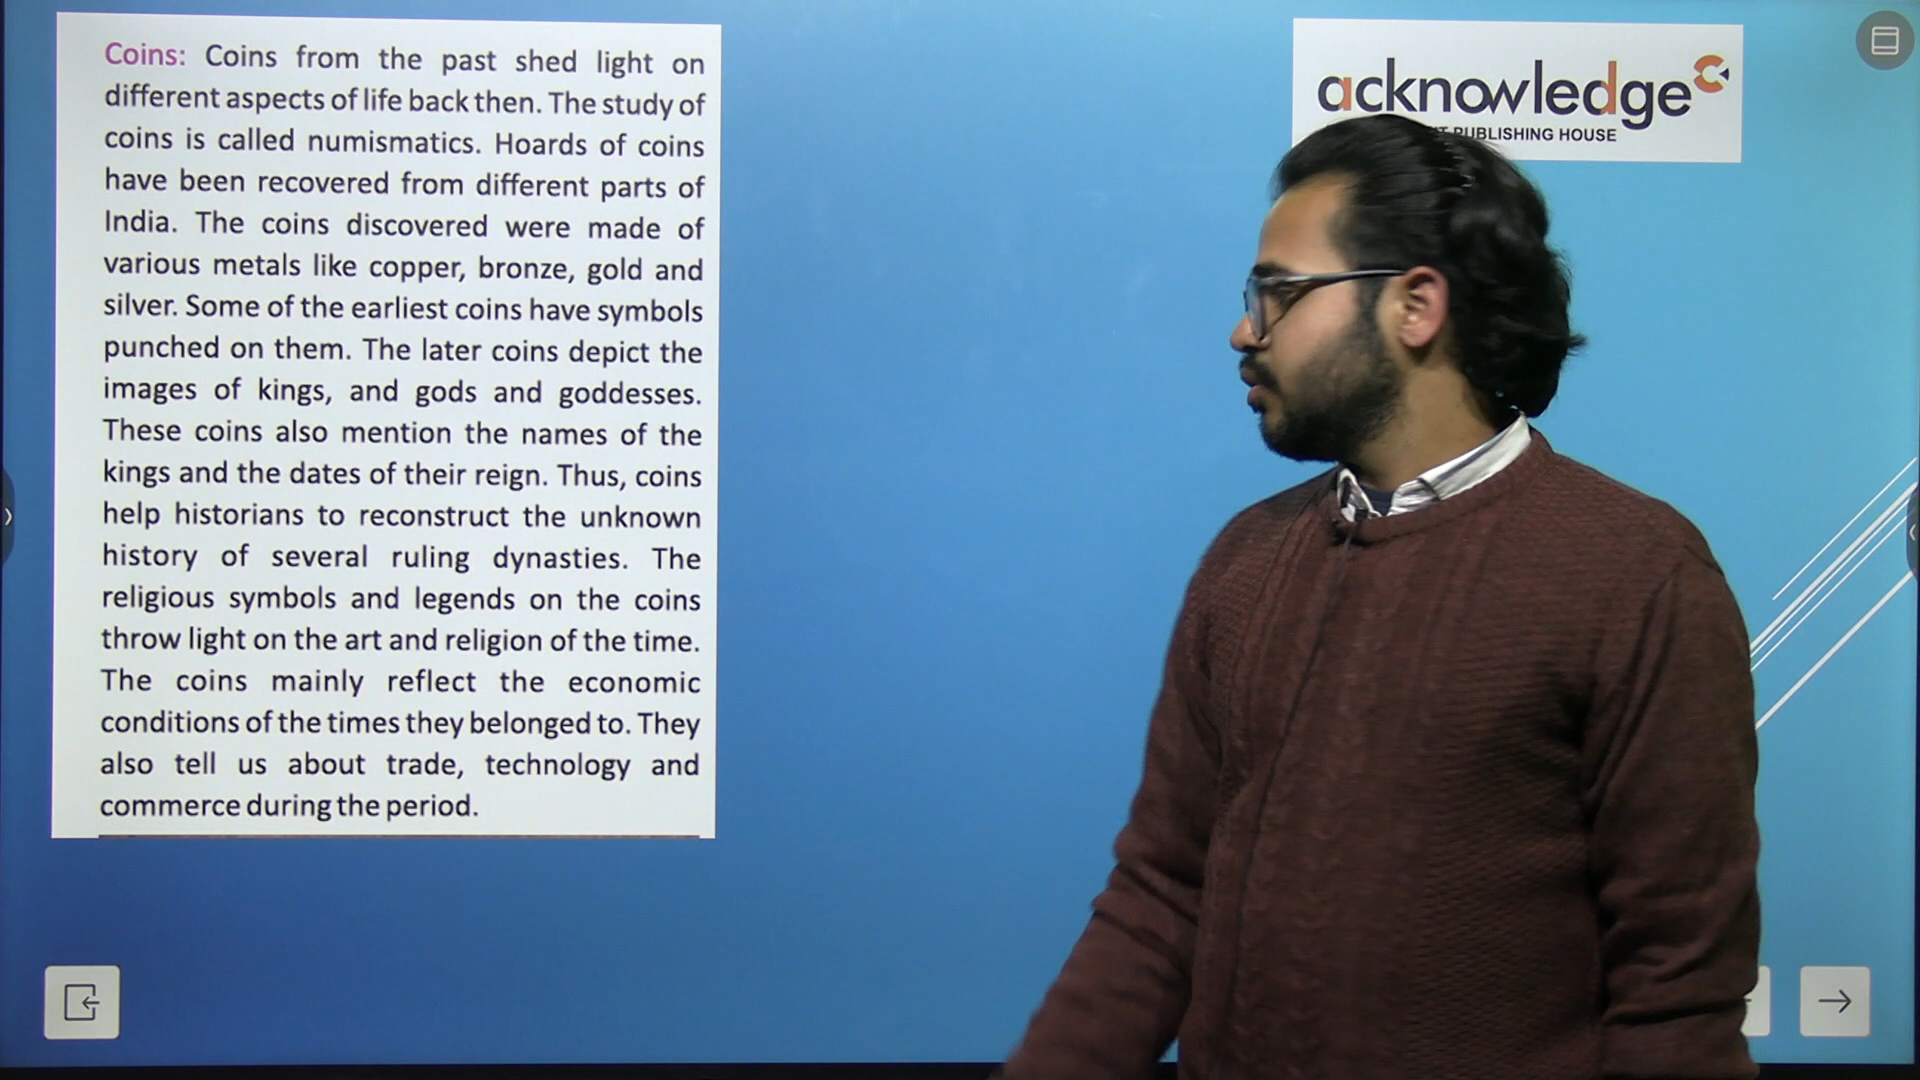 Coins: Coins from the past shed light on
different aspects of life back then. The study of
coins is called numismatics. Hoards of coins
have been recovered from different parts of
India. The coins discovered were made of
various metals like copper, bronze, gold and
silver. Some of the earliest coins have symbols
punched on them. The later coins depict the
images of kings, and gods and goddesses.
These coins also mention the names of the
kings and the dates of their reign. Thus, coins
help historians to reconstruct the unknown
history of several ruling dynasties. The
religious symbols and legends on the coins
throw light on the art and religion of the time.
The coins mainly reflect the economic
conditions of the times they belonged to. They
also tell us about trade, technology and
commerce during the period.
acknowledge
PUBLISHING HOUSE